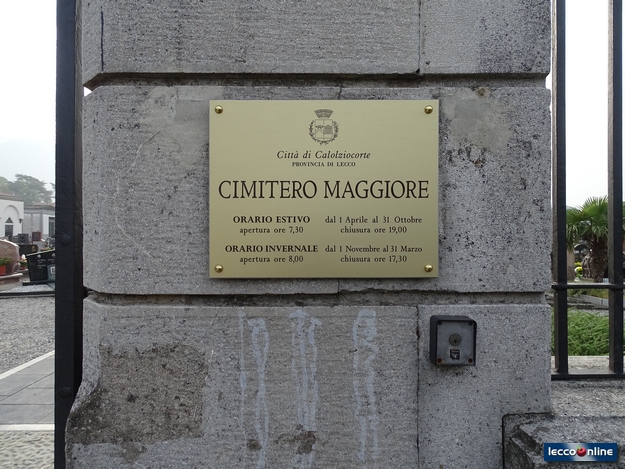 Città di Calolziocorte
PROVINCIA DI LECCO
CIMITERO MAGGIORE
ORARIO ESTIVO dal 1 Aprile al 31 Ottobre
apertura ore 7,30 chiusura ore 19,00
ORARIO INVERNALE dal 1 Novembre al 31 Marzo
apertura ore 8,00 chiusura ore 17,30
leccoonline